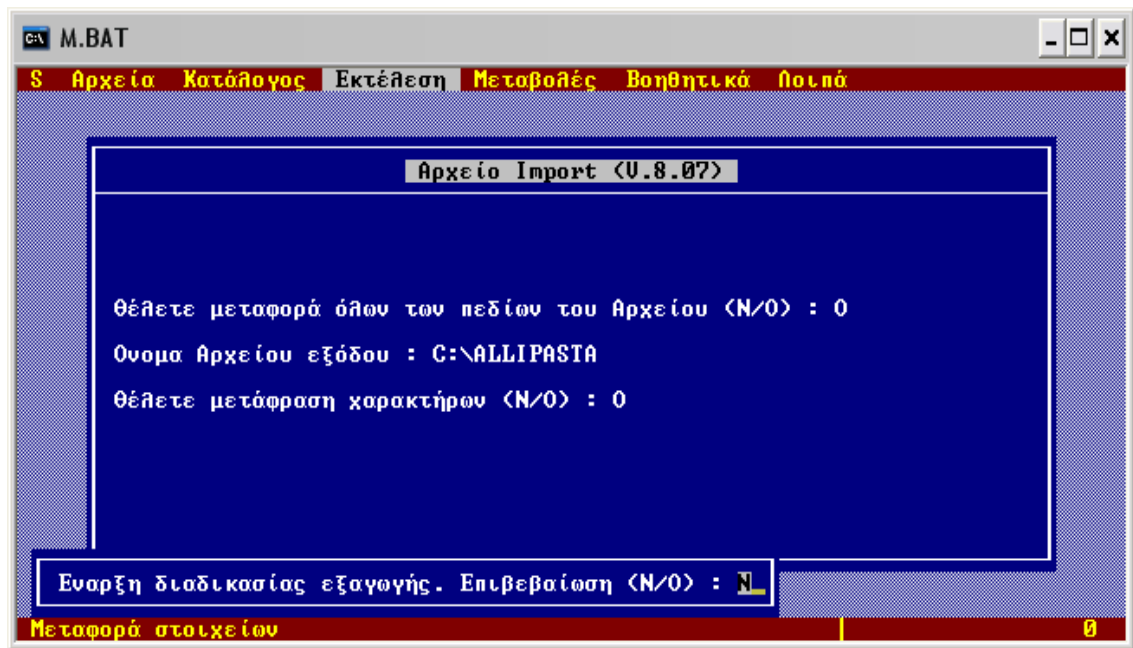 M.BAT
S Αρχεία Κατάλογος Εκτέλεση Μεταβολές Βοηθητικά Λοιπά
Αρχείο Import (V.8.07)
θέλετε μεταφορά όλων των πεδίων του Αρχείου (Ν/Ο) : Ο
Ονομα Αρχείου εξόδου : C:\ALLIPASTA
θέλετε μετάφραση χαρακτήρων (Ν/Ο) : Ο
Εναρξη διαδικασίας εξαγωγής. Επιβεβαίωση (Ν/Ο) : Ν
Μεταφορά στοιχείων 0